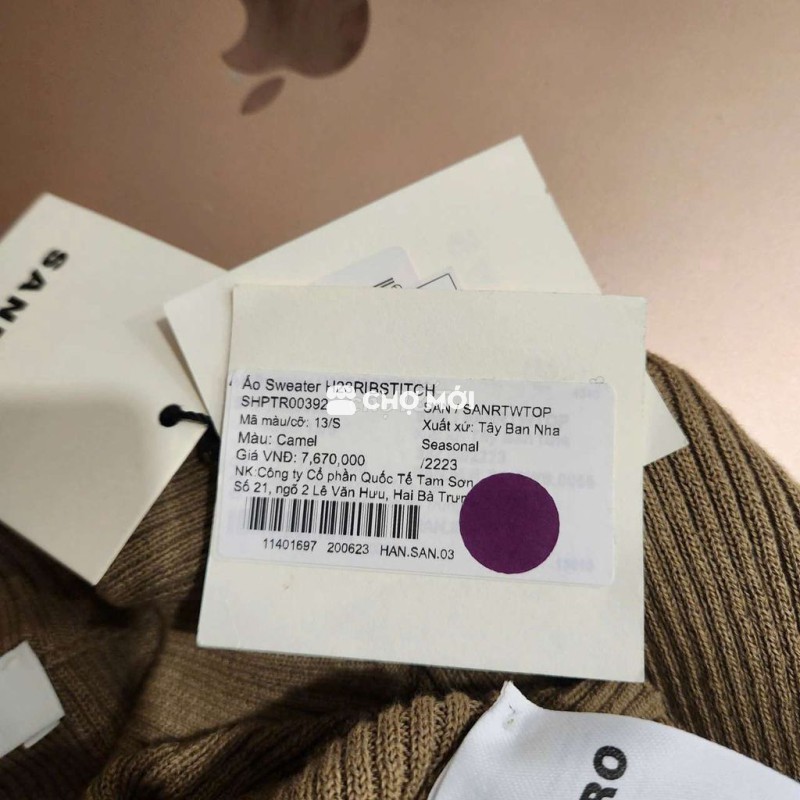 SAN
Áo Sweater H22RIBSTITCH
SHPTR00392
SAN / SANRTWTOP
Mã màu/cỡ: 13/S
Xuất xứ: Tây Ban Nha
Màu: Camel
Seasonal
Giá VNĐ: 7,670,000
/2223
NK:Công ty Cổ phần Quốc Tế Tam Sơn
Số 21, ngõ 2 Lê Văn Hưu, Hai Bà Trưn
11401697 200623 HAN.SAN.03
CHỢ MỚI
RO